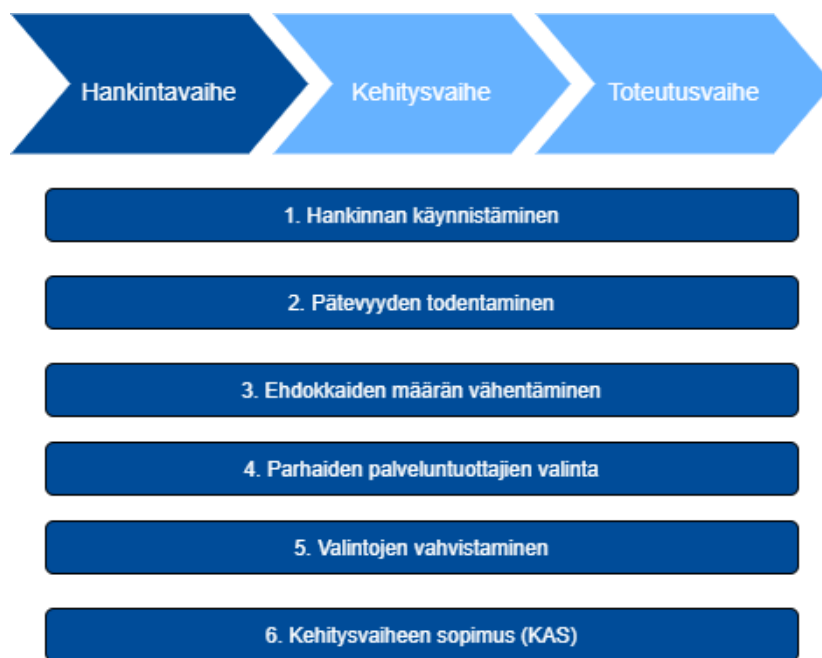 Hankintavaihe
Kehitysvaihe
Toteutusvaihe
1. Hankinnan käynnistäminen
2. Pätevyyden todentaminen
3. Ehdokkaiden määrän vähentäminen
4. Parhaiden palveluntuottajien valinta
5. Valintojen vahvistaminen
6. Kehitysvaiheen sopimus (KAS)